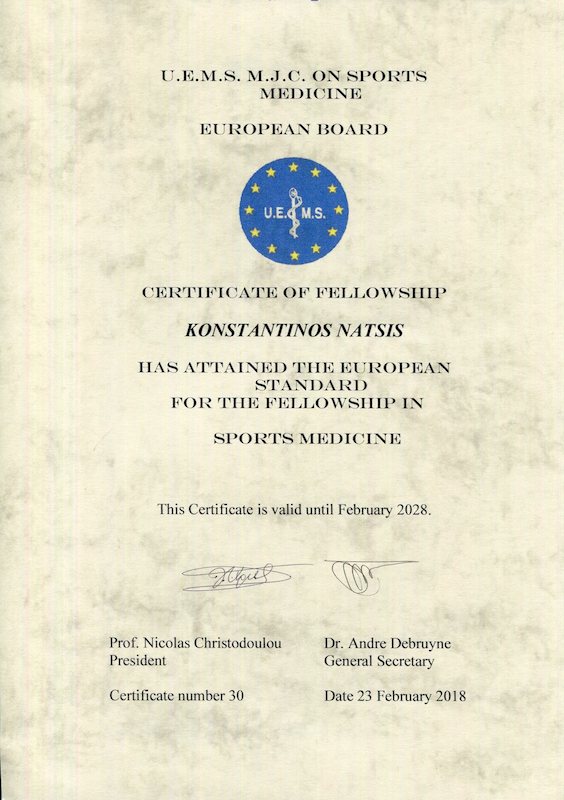 U.E.M.S. M.J.C. ON SPORTS
MEDICINE
EUROPEAN BOARD
U.E.M.S.
CERTIFICATE OF FELLOWSHIP
KONSTANTINOS NATSIS
HAS ATTAINED THE EUROPEAN
STANDARD
FOR THE FELLOWSHIP IN
SPORTS MEDICINE
This Certificate is valid until February 2028.
Prof. Nicolas Christodoulou
President
Certificate number 30
Dr. Andre Debruyne
General Secretary
Date 23 February 2018